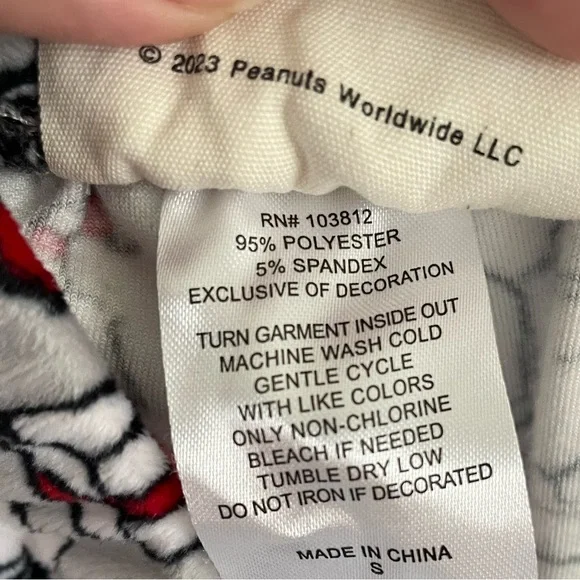 © 2023 Peanuts Worldwide LLC
RN# 103812
95% POLYESTER
5% SPANDEX
EXCLUSIVE OF DECORATION
TURN GARMENT INSIDE OUT
MACHINE WASH COLD
GENTLE CYCLE
WITH LIKE COLORS
ONLY NON-CHLORINE
BLEACH IF NEEDED
TUMBLE DRY LOW
DO NOT IRON IF DECORATED
MADE IN CHINA
S